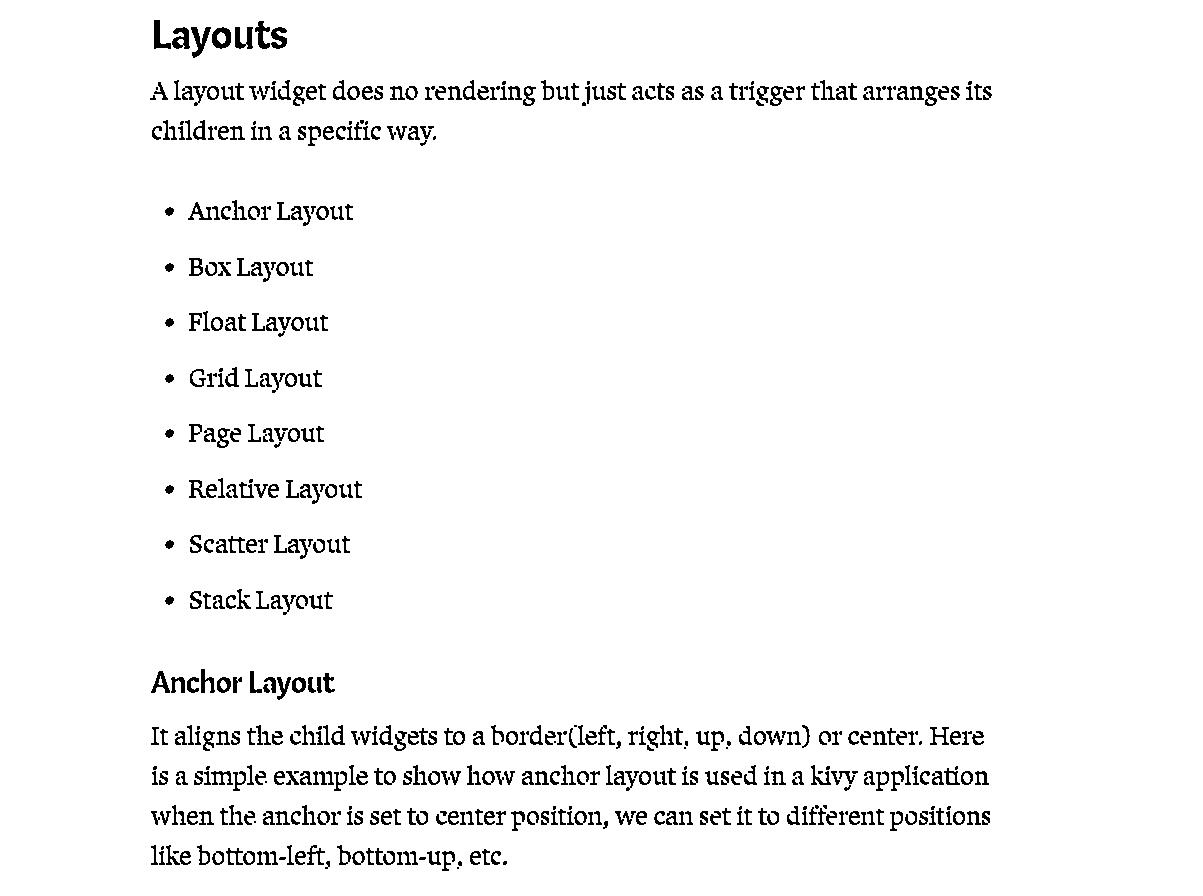 Layouts
A layout widget does no rendering but just acts as a trigger that arranges its
children in a specific way.
• Anchor Layout
• Box Layout
• Float Layout
• Grid Layout
• Page Layout
• Relative Layout
• Scatter Layout
• Stack Layout
Anchor Layout
It aligns the child widgets to a border(left, right, up, down) or center. Here
is a simple example to show how anchor layout is used in a kivy application
when the anchor is set to center position, we can set it to different positions
like bottom-left, bottom-up, etc.